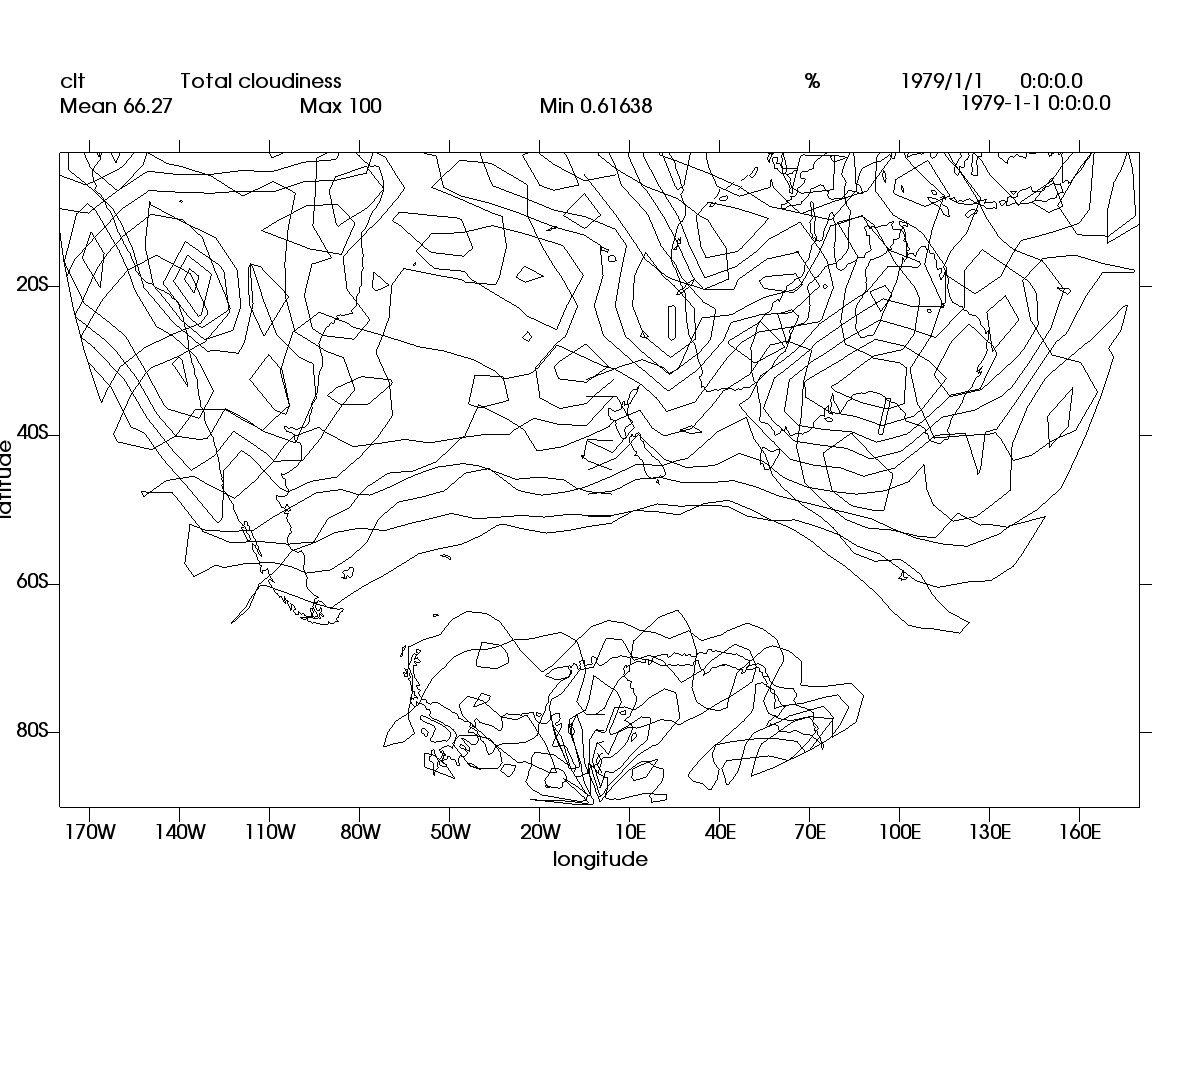 clt Total cloudiness % 1979/1/1 0:0:0.0
Mean 66.27 Max 100 Min 0.61638 1979-1-1 0:0:0.0
20S
40S
latitude
60S
80S
170W 140W 110W 80W 50W 20W 10E 40E 70E 100E 130E 160E
longitude